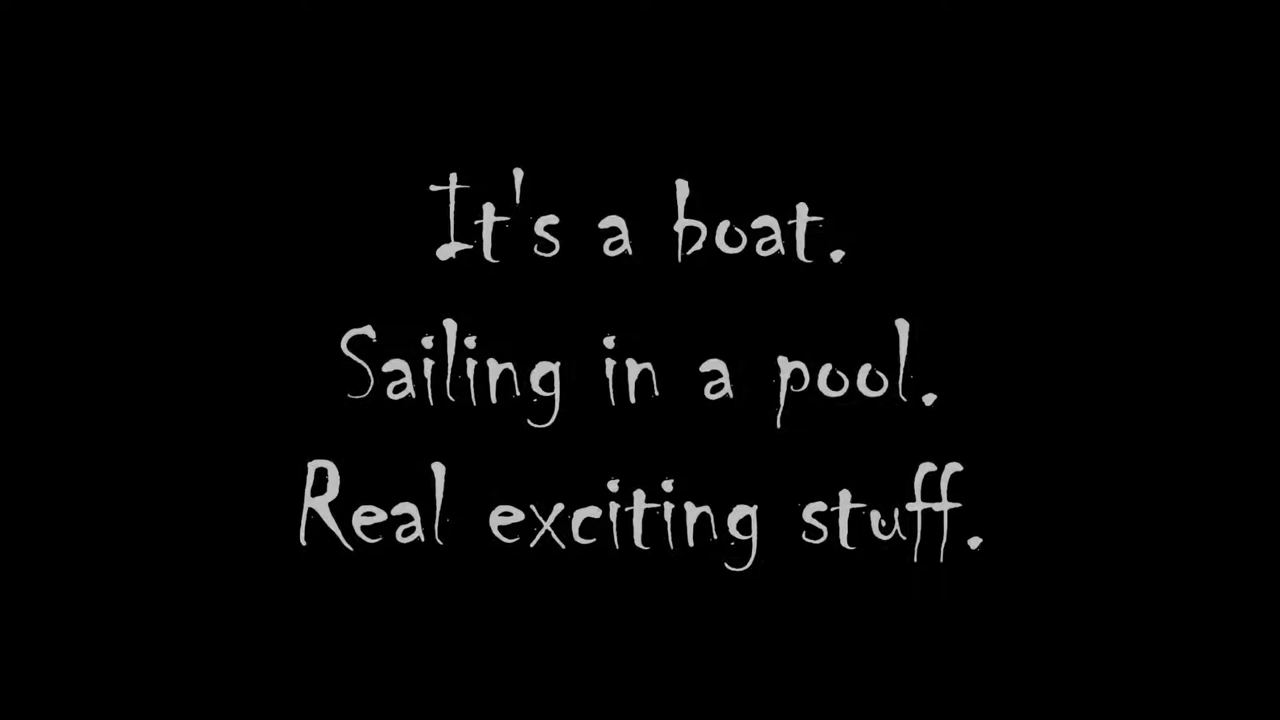 It's a boat.
Sailing in a pool.
Real exciting stuff.